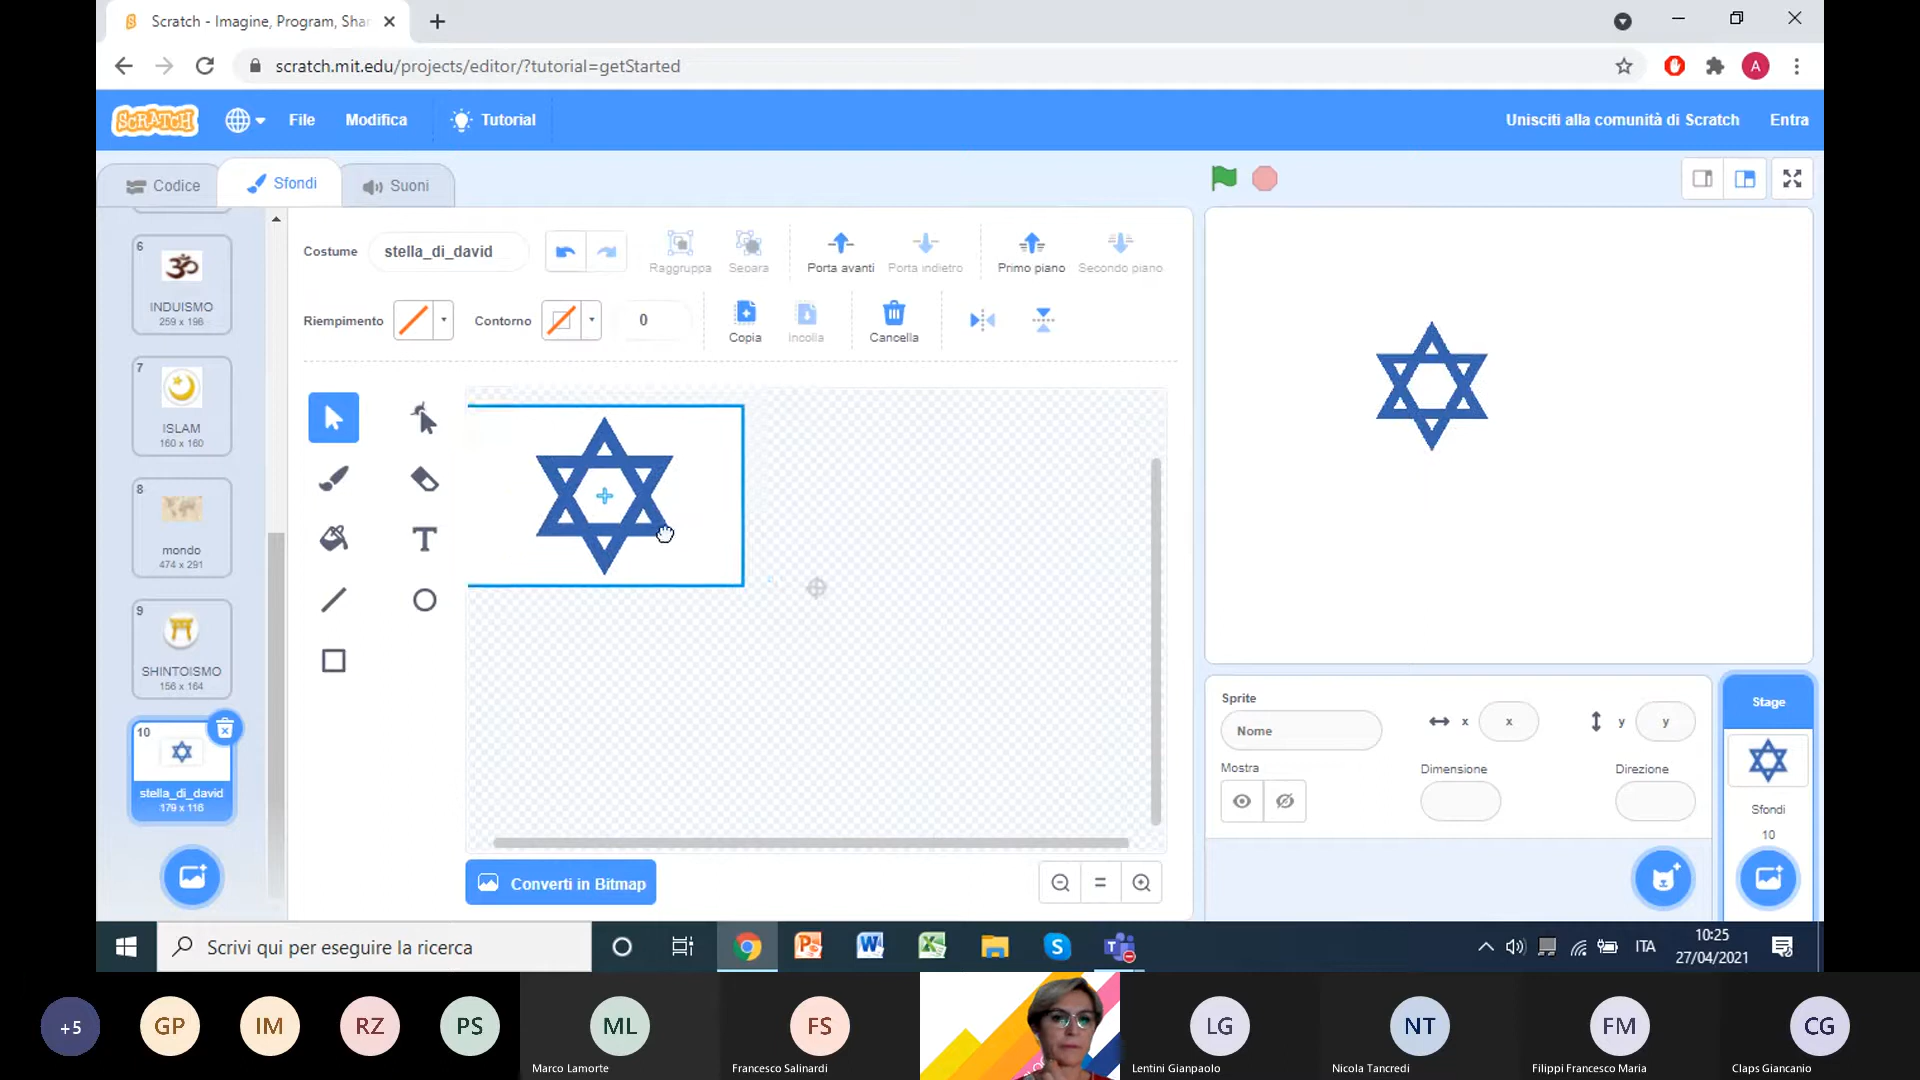 Scratch - Imagine, Program, Sha
scratch.mit.edu/projects/editor/?tutorial=getStarted
A
SCRATCH
File
Modifica
Tutorial
Unisciti alla comunità di Scratch
Entra
Codice
Sfondi
Suoni
6
INDUISMO
259 x 196
7
ISLAM
160 x 160
8
mondo
474 x 291
9
SHINTOISMO
156 x 164
10
stella_di_david
179 x 116
Costume
stella_di_david
Raggruppa
Separa
Porta avanti
Porta indietro
Primo piano
Secondo piano
Riempimento
Contorno
0
Copia
Incolla
Cancella
T
Converti in Bitmap
Sprite
Nome
x
x
y
y
Mostra
Dimensione
Direzione
Stage
Sfondi
10
Scrivi qui per eseguire la ricerca
ITA
10:25
27/04/2021
+5
GP
IM
RZ
PS
ML
Marco Lamorte
FS
Francesco Salinardi
LG
Lentini Gianpaolo
NT
Nicola Tancredi
FM
Filippi Francesco Maria
CG
Claps Giancanio